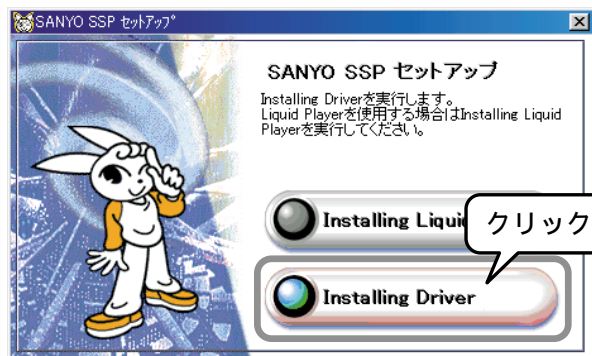 SANYO SSP ｾｯﾄｱｯﾌﾟ
SANYO SSP セットアップ
Installing Driverを実行します。
Liquid Playerを使用する場合はInstalling Liquid
Playerを実行してください。
Installing Liqui
クリック
Installing Driver